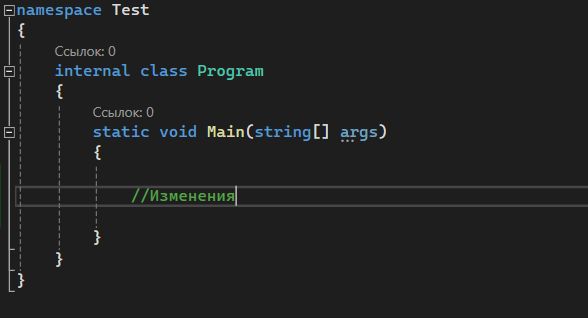 namespace Test
{
Ссылок: 0
internal class Program
{
Ссылок: 0
static void Main(string[] args)
{
//Изменения
}
}
}